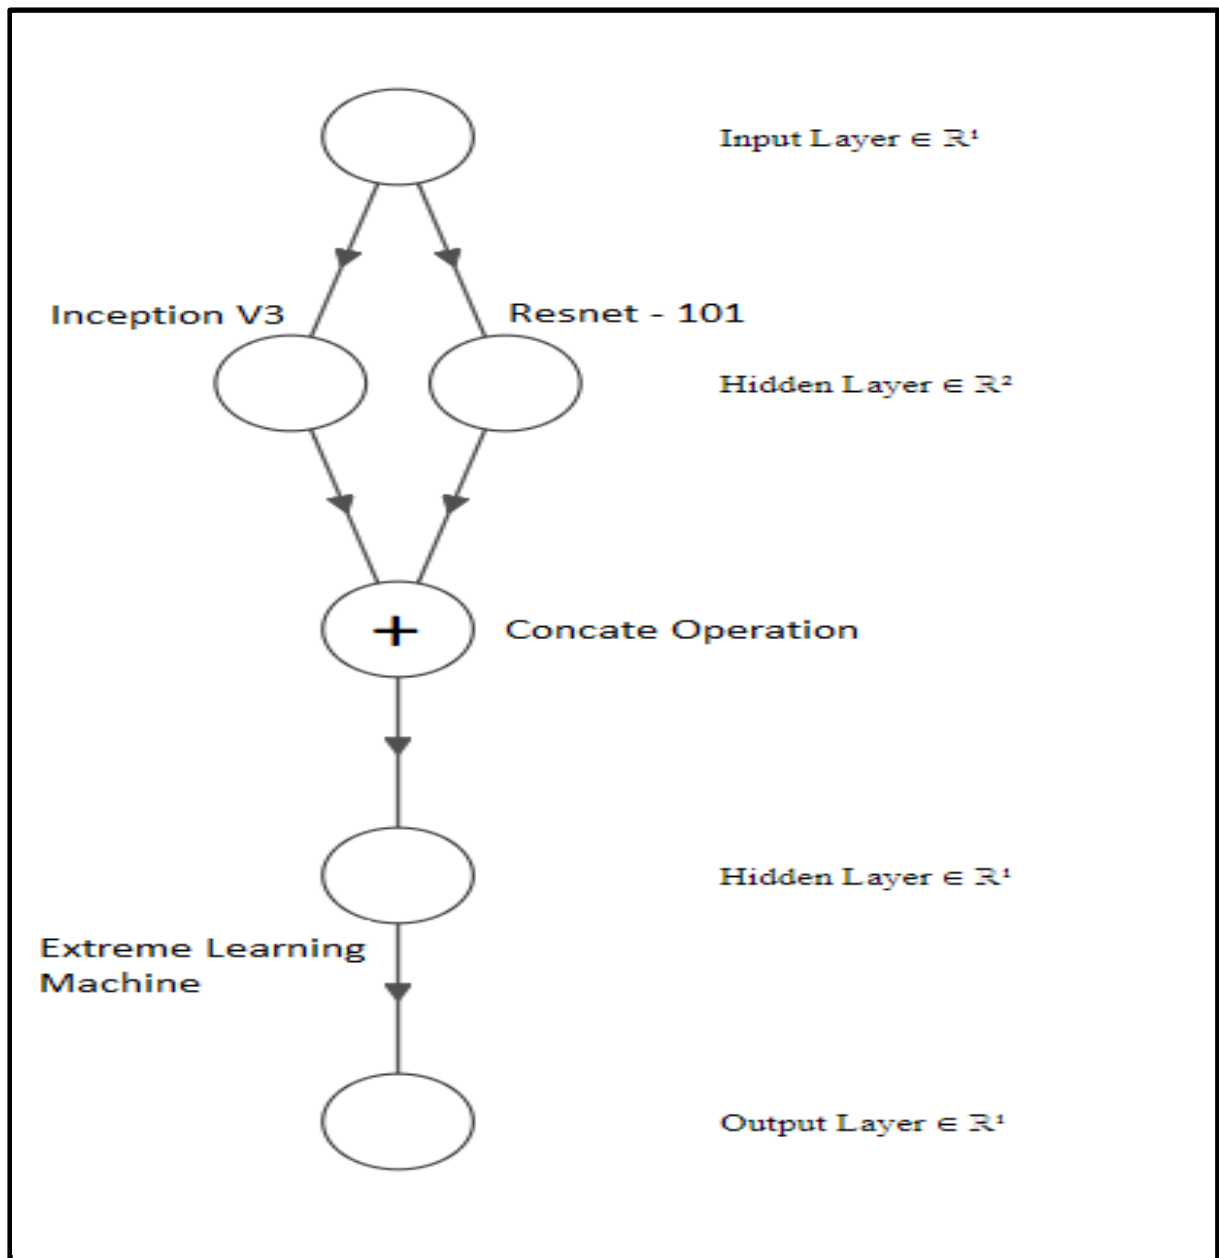 Input Layer ∈ ℝ¹
Inception V3
Resnet - 101
Hidden Layer ∈ ℝ²
+
Concate Operation
Hidden Layer ∈ ℝ¹
Extreme Learning
Machine
Output Layer ∈ ℝ¹